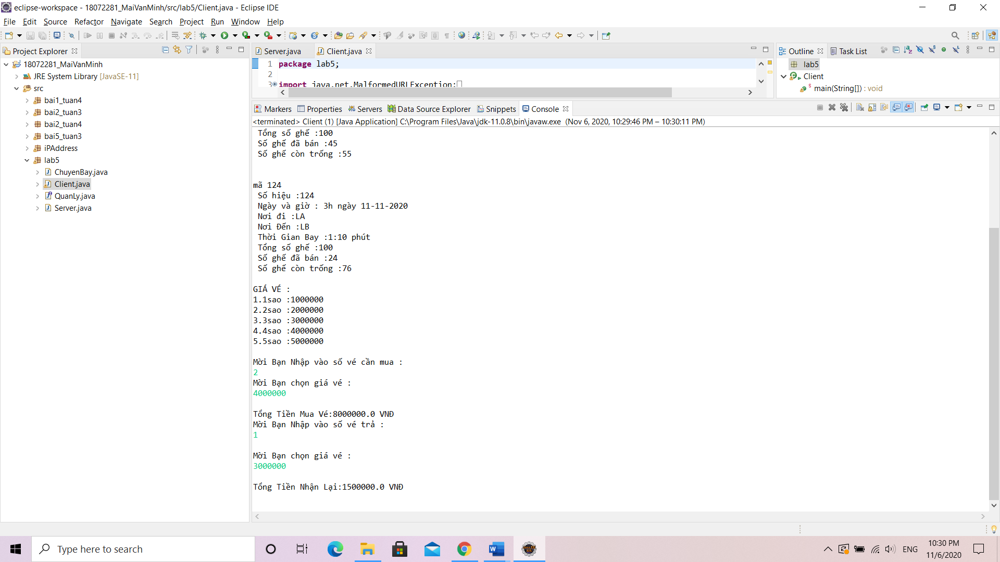 eclipse-workspace - 18072281_MaiVanMinh/src/lab5/Client.java - Eclipse IDE
File Edit Source Refactor Navigate Search Project Run Window Help
Project Explorer
18072281_MaiVanMinh
JRE System Library [JavaSE-11]
src
bai1_tuan4
bai2_tuan3
bai2_tuan4
bai5_tuan3
iPAddress
lab5
ChuyenBay.java
Client.java
QuanLy.java
Server.java
Server.java Client.java
1 package lab5;
2
3 import java.net.MalformedURLException;
Outline Task List
lab5
Client
main(String[]) : void
Markers Properties Servers Data Source Explorer Snippets Console
<terminated> Client (1) [Java Application] C:\Program Files\Java\jdk-11.0.8\bin\javaw.exe (Nov 6, 2020, 10:29:46 PM – 10:30:11 PM)
Tổng số ghế :100
Số ghế đã bán :45
Số ghế còn trống :55
mã 124
Số hiệu :124
Ngày và giờ : 3h ngày 11-11-2020
Nơi đi :LA
Nơi Đến :LB
Thời Gian Bay :1:10 phút
Tổng số ghế :100
Số ghế đã bán :24
Số ghế còn trống :76
GIÁ VÉ :
1.1sao :1000000
2.2sao :2000000
3.3sao :3000000
4.4sao :4000000
5.5sao :5000000
Mời Bạn Nhập vào số vé cần mua :
2
Mời Bạn chọn giá vé :
4000000
Tổng Tiền Mua Vé:8000000.0 VNĐ
Mời Bạn Nhập vào số vé trả :
1
Mời Bạn chọn giá vé :
3000000
Tổng Tiền Nhận Lại:1500000.0 VNĐ
Type here to search
ENG
10:30 PM
11/6/2020